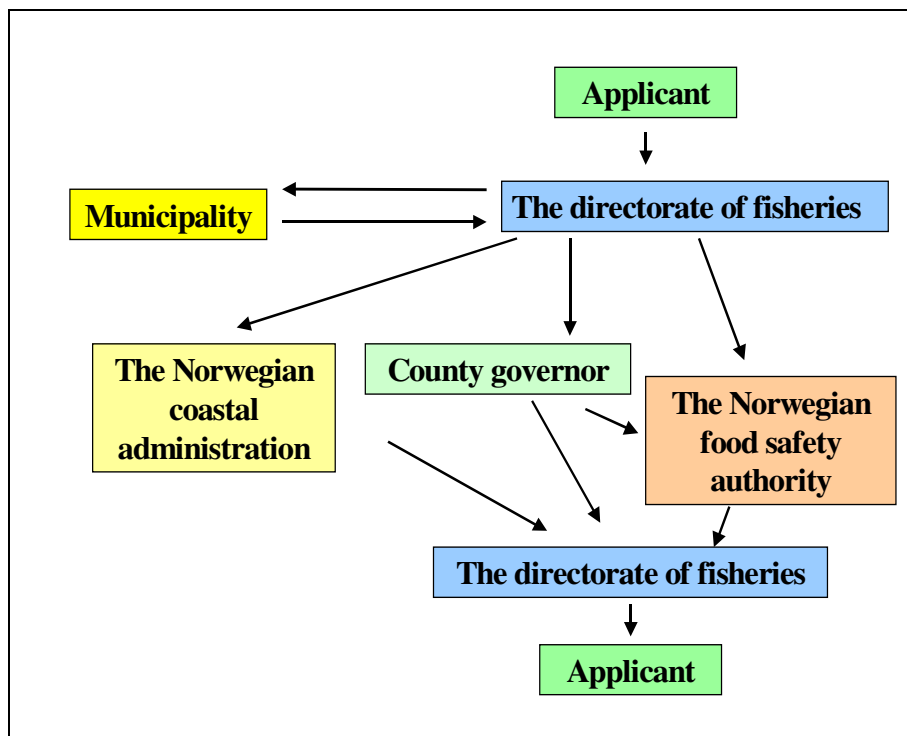 Applicant
Municipality
The directorate of fisheries
The Norwegian
coastal
administration
County governor
The Norwegian
food safety
authority
The directorate of fisheries
Applicant